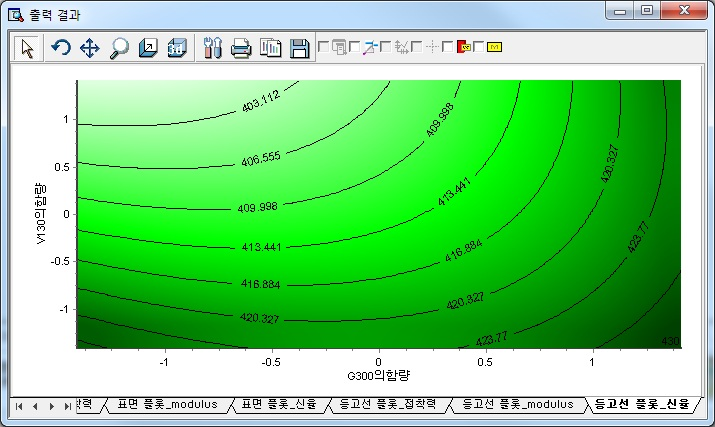 출력 결과
403.112
409.998
406.555
420.327
413.441
409.998
423.77
413.441
416.884
416.884
420.327
420.327
423.77
430
1
0.5
0
-0.5
-1
V130의함량
-1
-0.5
0
0.5
1
G300의함량
착력
표면 플롯_modulus
표면 플롯_신율
등고선 플롯_접착력
등고선 플롯_modulus
등고선 플롯_신율